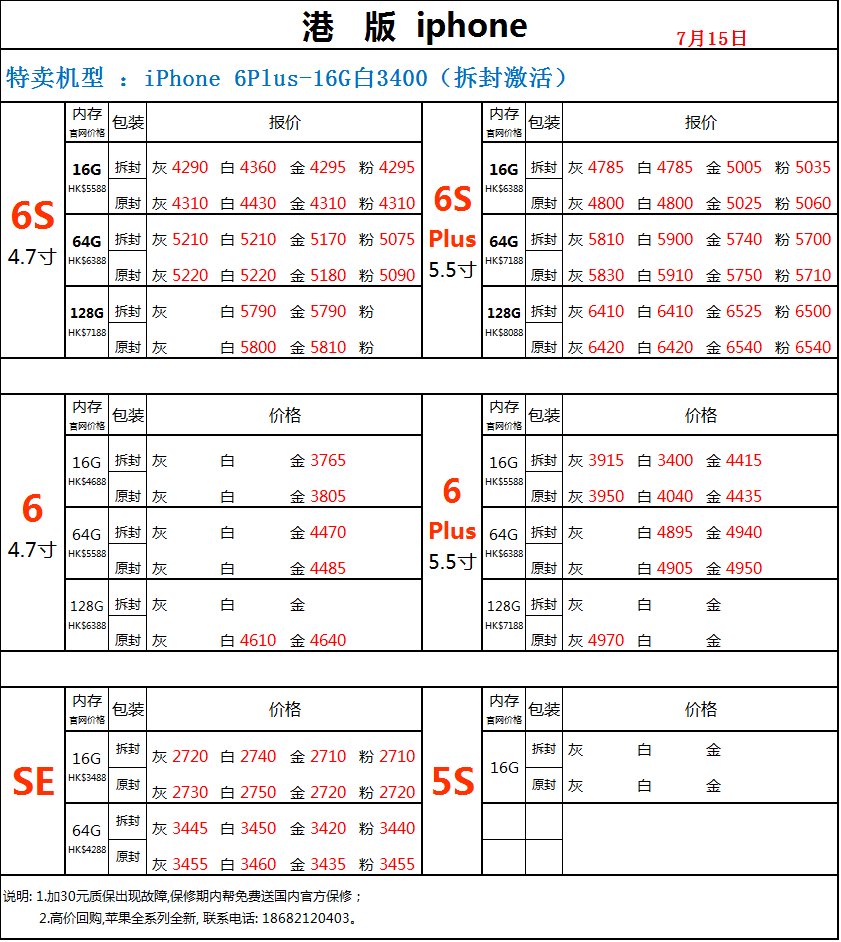 港 版 iphone
7月15日
特卖机型 : iPhone 6Plus-16G白3400（拆封激活）
内存 官网价格 包装 报价 内存 官网价格 包装 报价
6S 4.7寸
16G HK$5588
拆封 灰 4290 白 4360 金 4295 粉 4295
原封 灰 4310 白 4430 金 4310 粉 4310
64G HK$6388
拆封 灰 5210 白 5210 金 5170 粉 5075
原封 灰 5220 白 5220 金 5180 粉 5090
128G HK$7188
拆封 灰 白 5790 金 5790 粉
原封 灰 白 5800 金 5810 粉
6S Plus 5.5寸
16G HK$6388
拆封 灰 4785 白 4785 金 5005 粉 5035
原封 灰 4800 白 4800 金 5025 粉 5060
64G HK$7188
拆封 灰 5810 白 5900 金 5740 粉 5700
原封 灰 5830 白 5910 金 5750 粉 5710
128G HK$8088
拆封 灰 6410 白 6410 金 6525 粉 6500
原封 灰 6420 白 6420 金 6540 粉 6540
内存 官网价格 包装 价格 内存 官网价格 包装 价格
6 4.7寸
16G HK$4688
拆封 灰 白 金 3765
原封 灰 白 金 3805
64G HK$5588
拆封 灰 白 金 4470
原封 灰 白 金 4485
128G HK$6388
拆封 灰 白 金
原封 灰 白 4610 金 4640
6 Plus 5.5寸
16G HK$5588
拆封 灰 3915 白 3400 金 4415
原封 灰 3950 白 4040 金 4435
64G HK$6388
拆封 灰 白 4895 金 4940
原封 灰 白 4905 金 4950
128G HK$7188
拆封 灰 白 金
原封 灰 4970 白 金
内存 官网价格 包装 价格 内存 官网价格 包装 价格
SE
16G HK$3488
拆封 灰 2720 白 2740 金 2710 粉 2710
原封 灰 2730 白 2750 金 2720 粉 2720
64G HK$4288
拆封 灰 3445 白 3450 金 3420 粉 3440
原封 灰 3455 白 3460 金 3435 粉 3455
5S
16G
拆封 灰 白 金
原封 灰 白 金
说明: 1.加30元质保出现故障,保修期内帮免费送国内官方保修；
2.高价回购,苹果全系列全新, 联系电话: 18682120403。